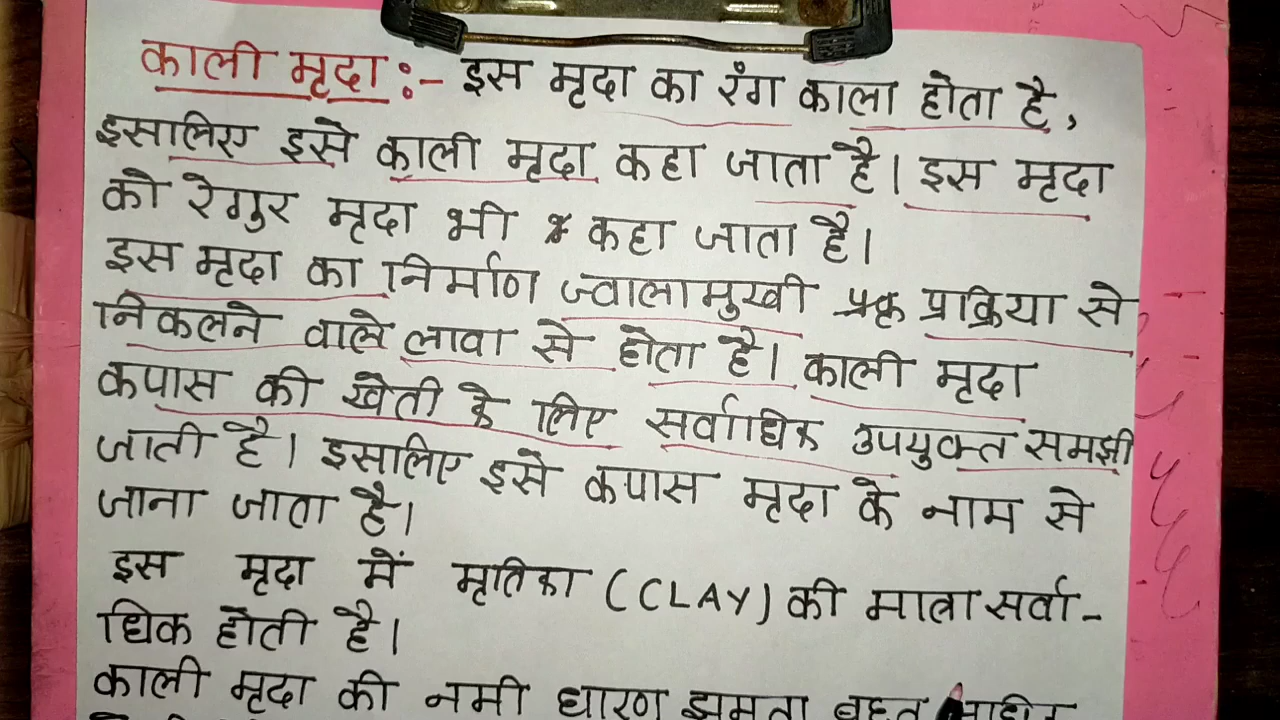 काली मृदा :- इस मृदा का रंग काला होता है,
इसलिए इसे काली मृदा कहा जाता है। इस मृदा
को रेगुर मृदा भी कहा जाता है।
इस मृदा का निर्माण ज्वालामुखी प्रक्रिया से
निकलने वाले लावा से होता है। काली मृदा
कपास की खेती के लिए सर्वाधिक उपयुक्त समझी
जाती है। इसलिए इसे कपास मृदा के नाम से
जाना जाता है।
इस मृदा में मृतिका (CLAY) की मात्रा सर्वा-
धिक होती है।
काली मृदा की नमी धारण क्षमता बहुत